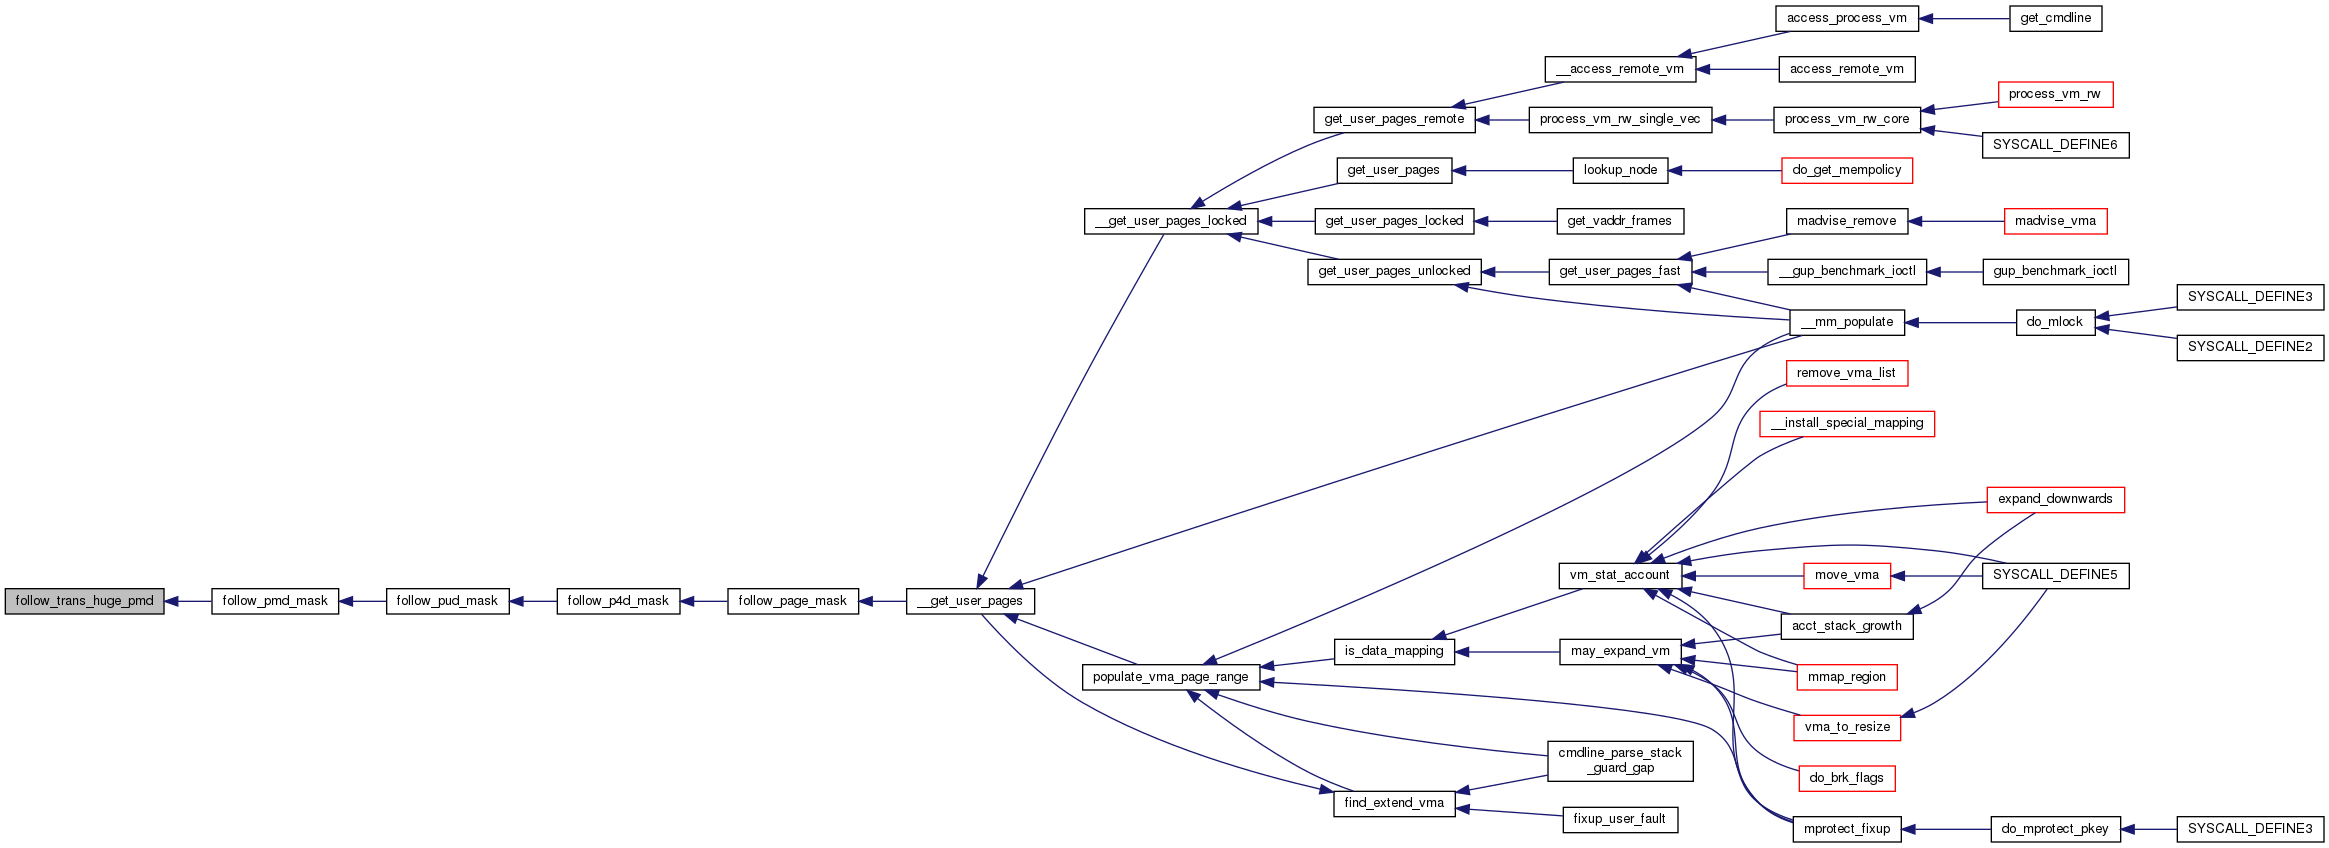 access_process_vm
get_cmdline
__access_remote_vm
access_remote_vm
process_vm_rw
get_user_pages_remote
process_vm_rw_single_vec
process_vm_rw_core
SYSCALL_DEFINE6
get_user_pages
lookup_node
do_get_mempolicy
__get_user_pages_locked
get_user_pages_locked
get_vaddr_frames
madvise_remove
madvise_vma
get_user_pages_unlocked
get_user_pages_fast
__gup_benchmark_ioctl
gup_benchmark_ioctl
SYSCALL_DEFINE3
__mm_populate
do_mlock
SYSCALL_DEFINE2
remove_vma_list
__install_special_mapping
expand_downwards
vm_stat_account
move_vma
SYSCALL_DEFINE5
follow_trans_huge_pmd
follow_pmd_mask
follow_pud_mask
follow_p4d_mask
follow_page_mask
__get_user_pages
acct_stack_growth
is_data_mapping
may_expand_vm
populate_vma_page_range
mmap_region
vma_to_resize
cmdline_parse_stack
_guard_gap
do_brk_flags
find_extend_vma
fixup_user_fault
mprotect_fixup
do_mprotect_pkey
SYSCALL_DEFINE3